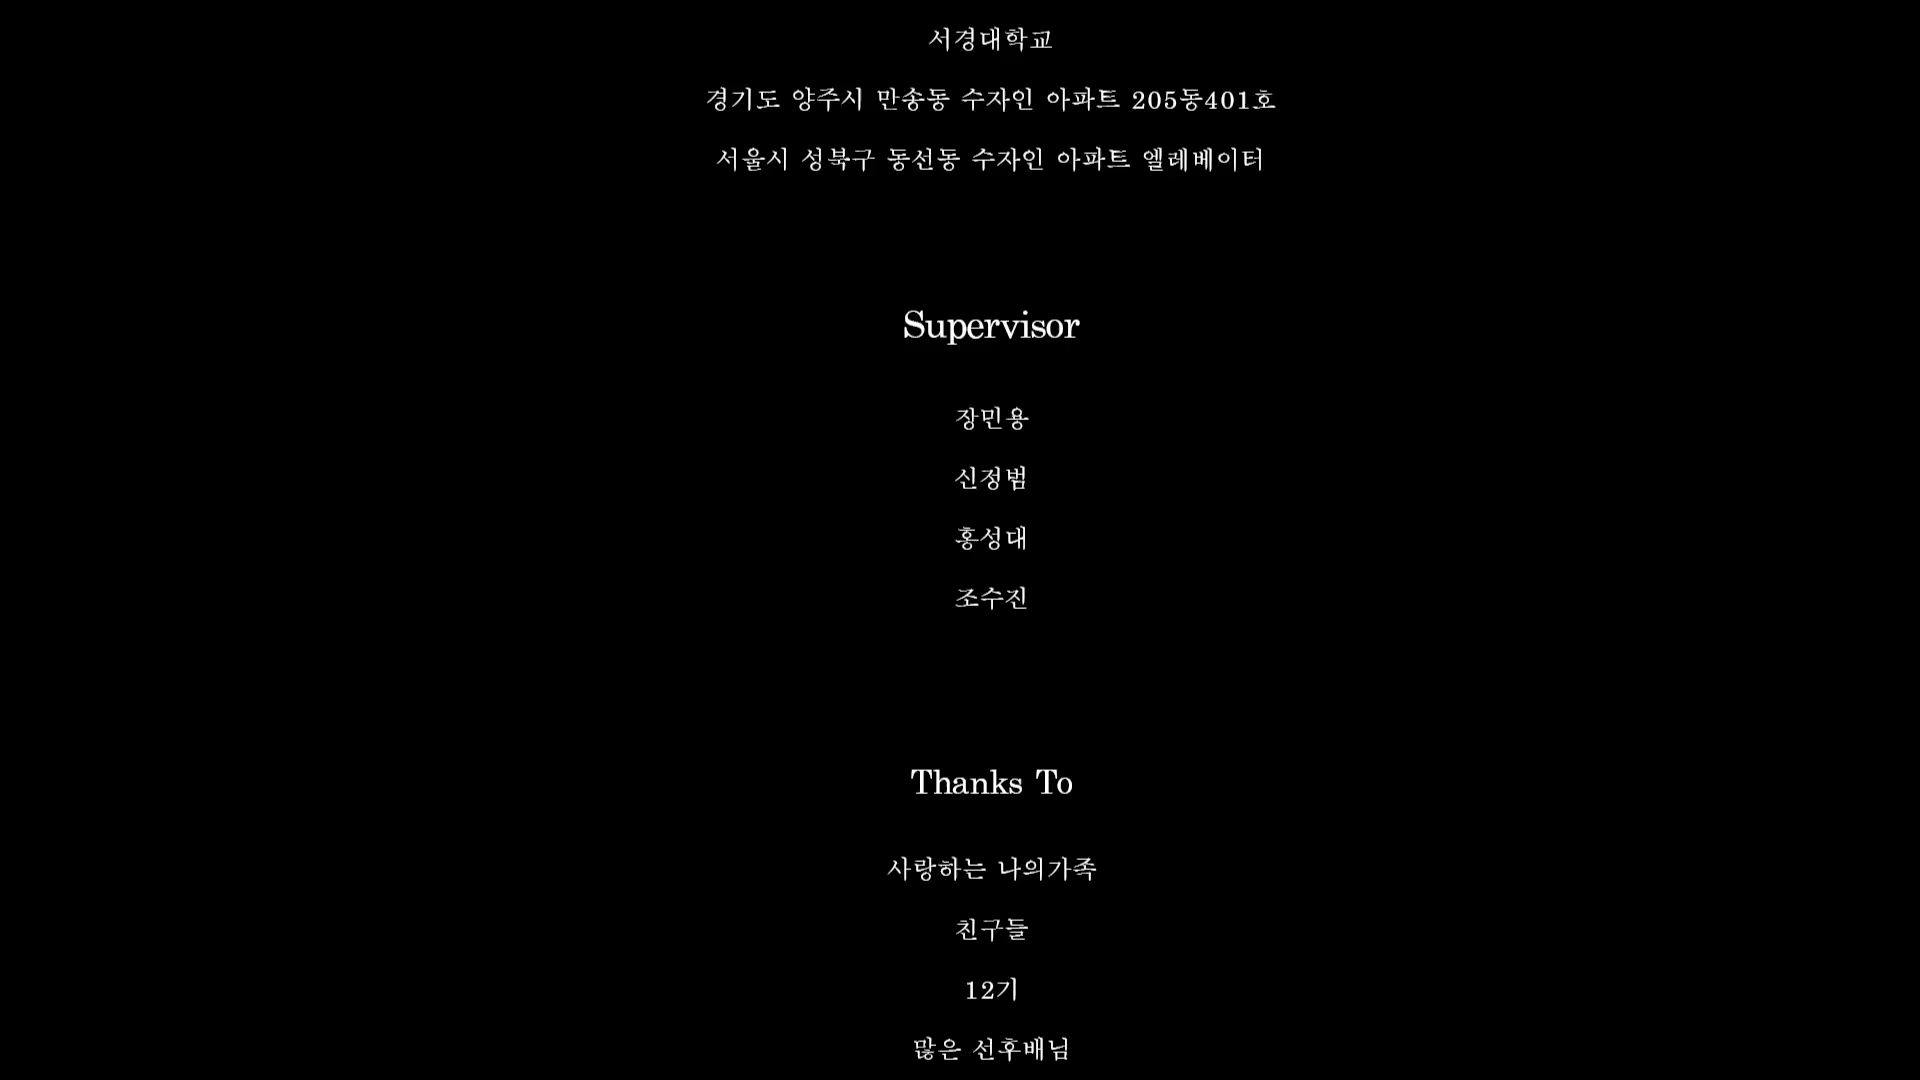 서경대학교
경기도 양주시 만송동 수자인 아파트 205동401호
서울시 성북구 동선동 수자인 아파트 엘레베이터
Supervisor
장민용
신정범
홍성대
조수진
Thanks To
사랑하는 나의가족
친구들
12기
많은 선후배님